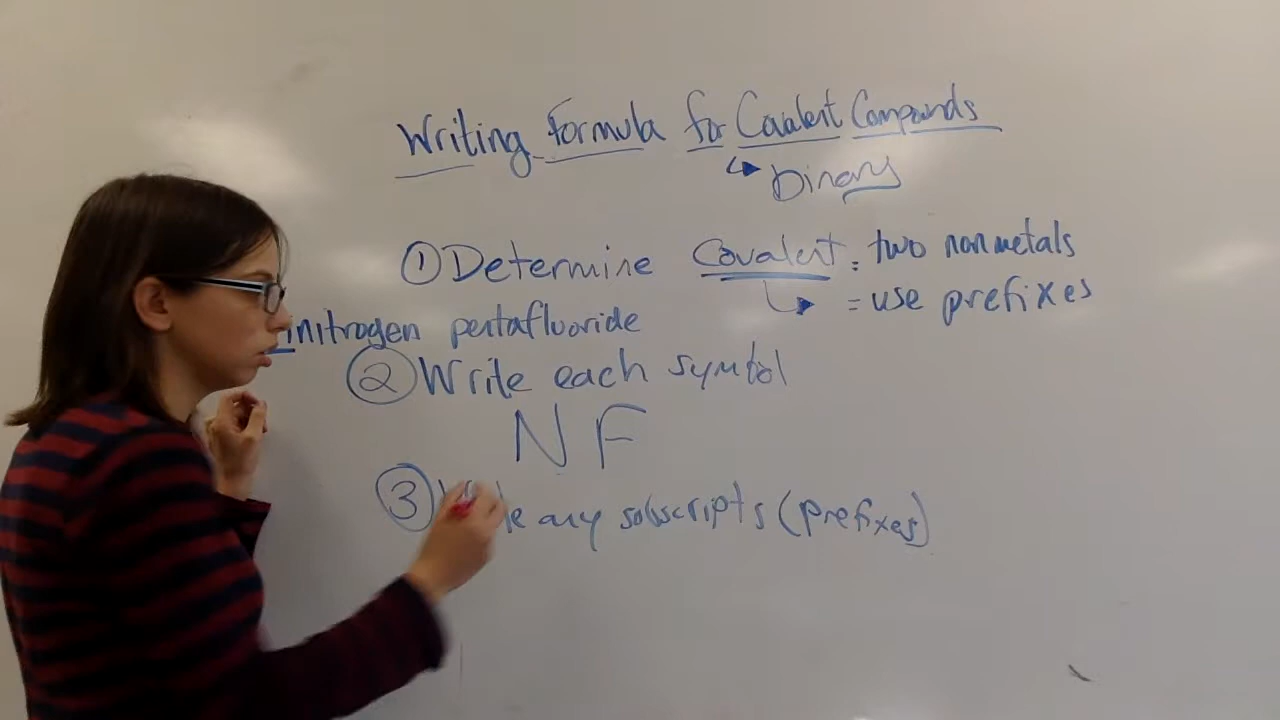 Writing Formula for Covalent Compounds
↳ binary
① Determine Covalent : two nonmetals
↳ = use prefixes
nitrogen pentafluoride
② Write each symbol
N F
③ any subscripts (prefixes)